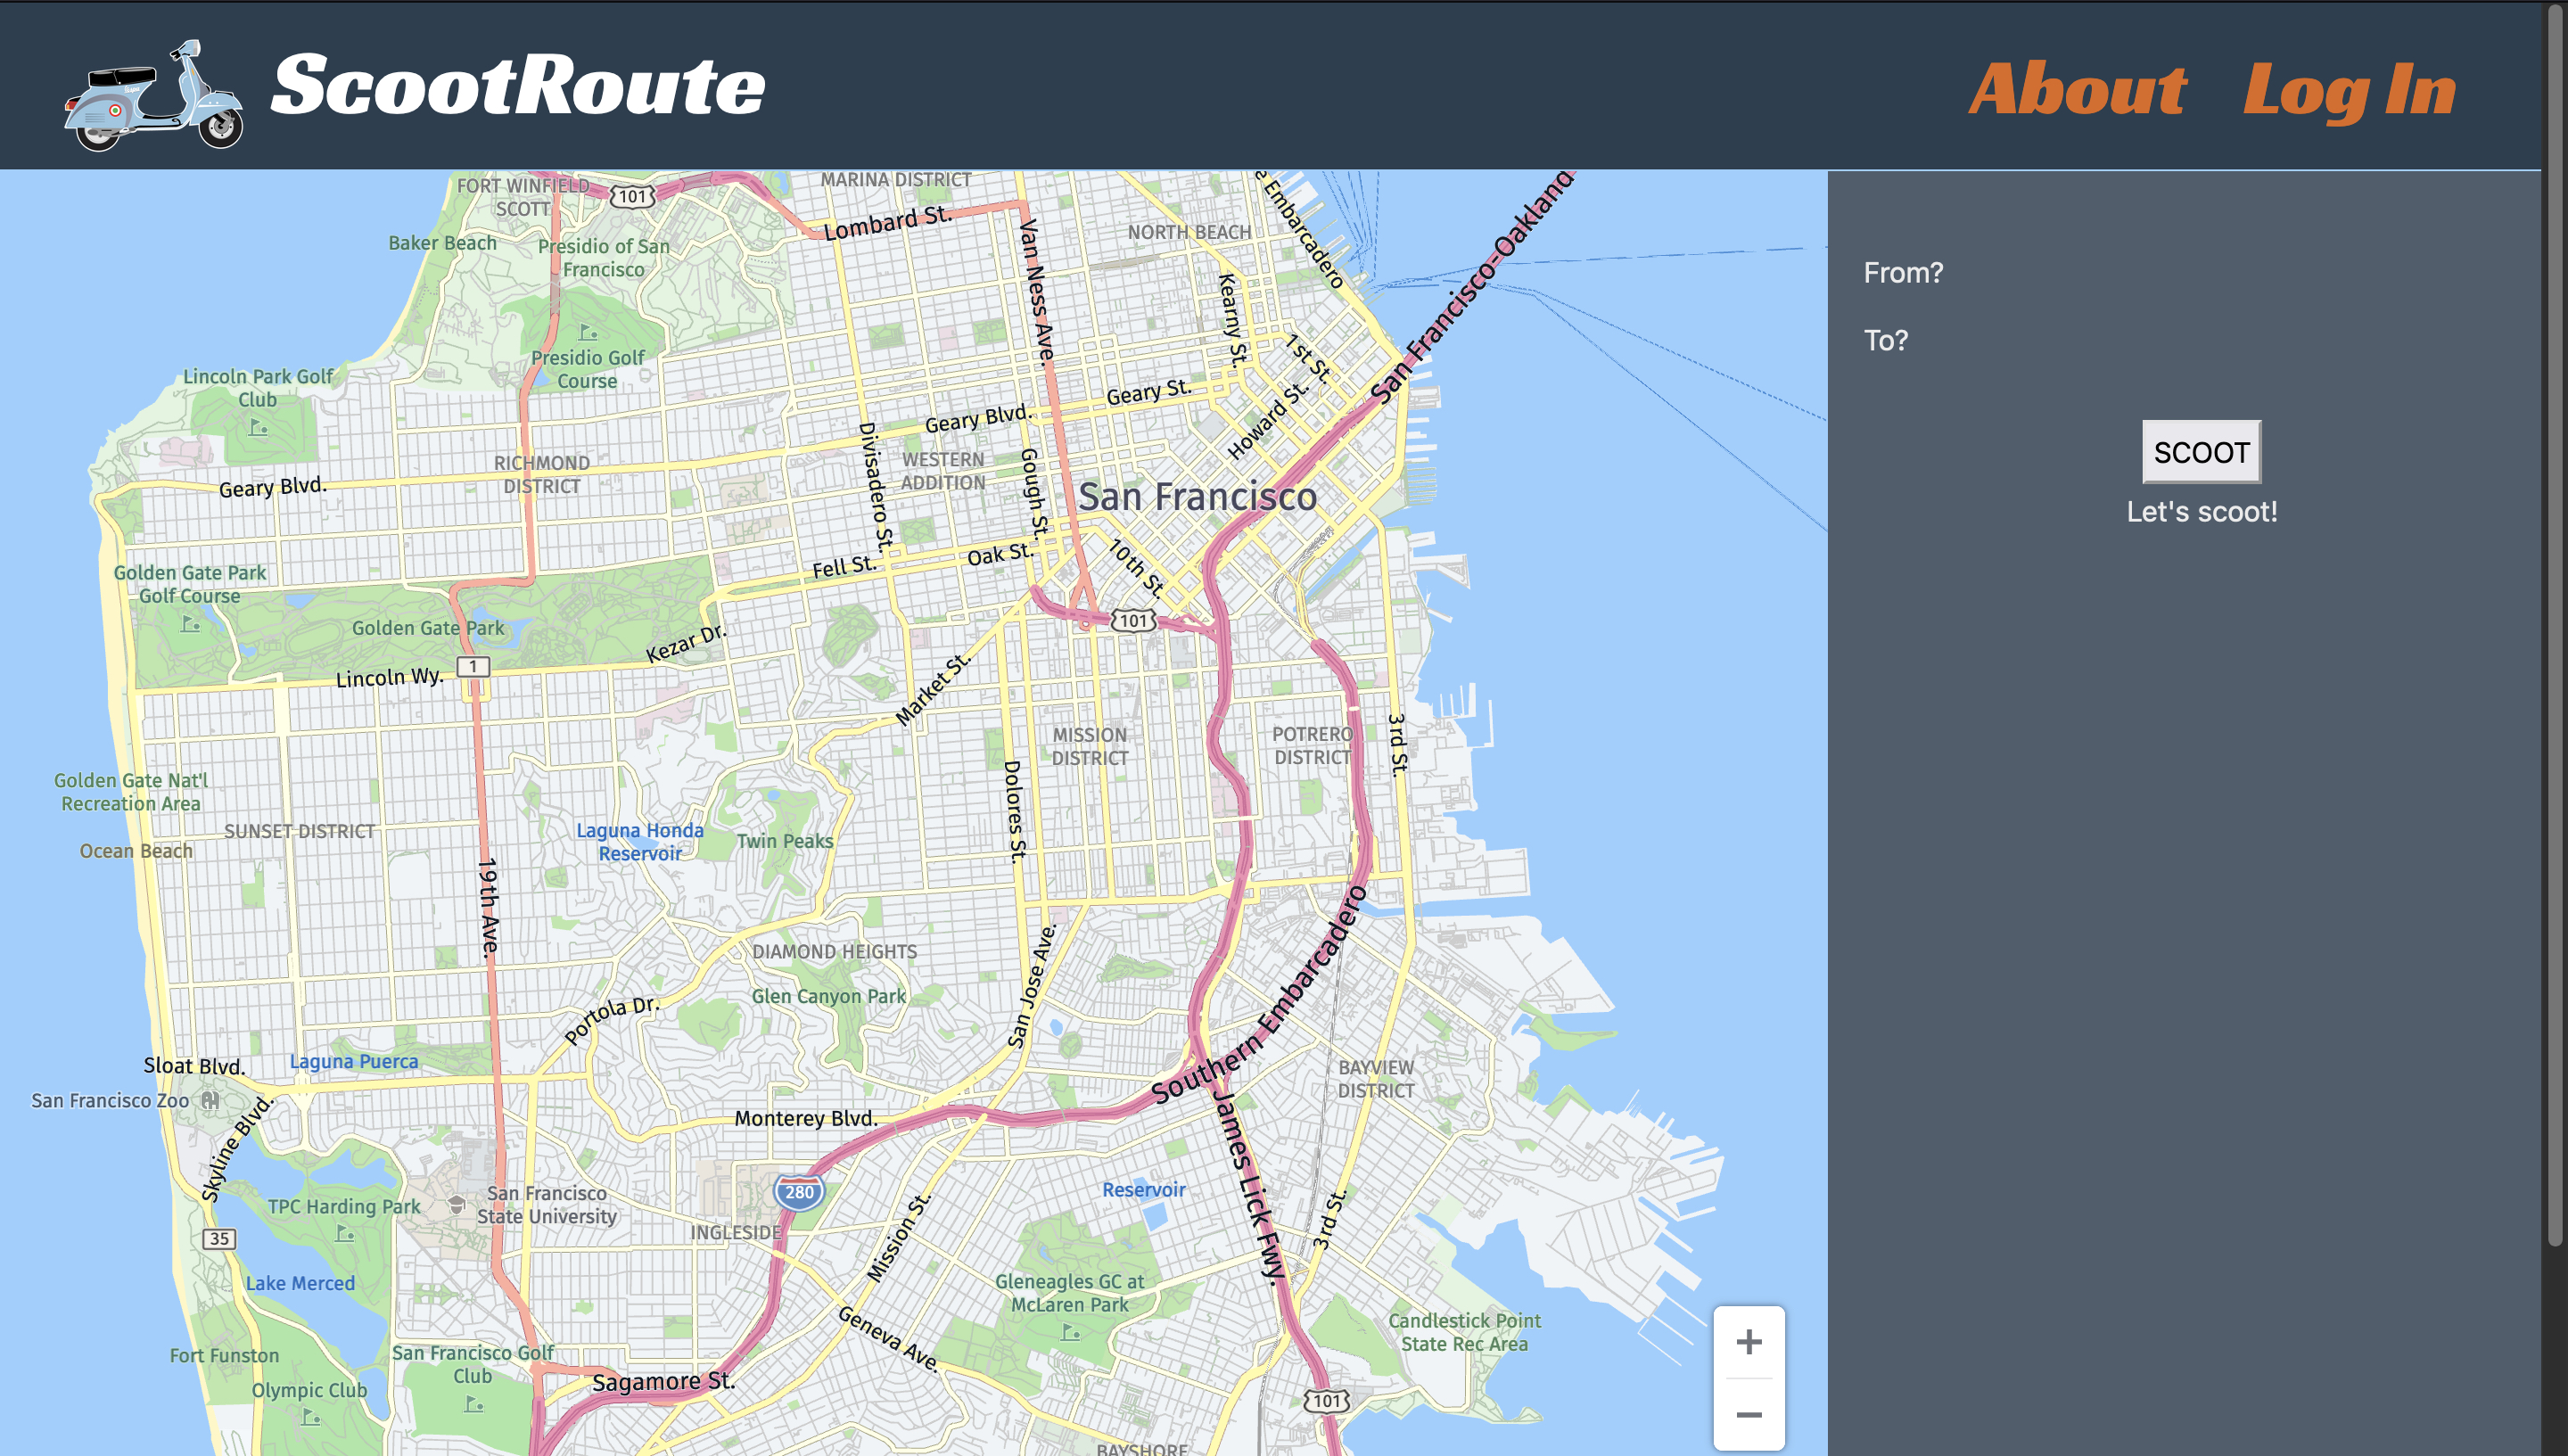 ScootRoute
About Log In
FORT WINFIELD
SCOTT
101
MARINA DISTRICT
Lombard St.
Van Ness Ave.
NORTH BEACH
Embarcadero
San Francisco-Oakland
Baker Beach
Presidio of San
Francisco
Kearny St.
1st St.
Presidio Golf
Course
Lincoln Park Golf
Club
Geary St.
Geary Blvd.
Howard St.
Divisadero St.
Gough St.
RICHMOND
DISTRICT
WESTERN
ADDITION
Geary Blvd.
San Francisco
Oak St.
Fell St.
10th St.
Golden Gate Park
Golf Course
Golden Gate Park
101
Kezar Dr.
1
Lincoln Wy.
Market St.
MISSION
DISTRICT
POTRERO
DISTRICT
3rd St.
Golden Gate Nat'l
Recreation Area
SUNSET DISTRICT
Ocean Beach
Laguna Honda
Reservoir
Twin Peaks
Dolores St.
19th Ave.
DIAMOND HEIGHTS
Glen Canyon Park
San Jose Ave.
Southern Embarcadero
Portola Dr.
Sloat Blvd.
Laguna Puerca
San Francisco Zoo
BAYVIEW
DISTRICT
Monterey Blvd.
Skyline Blvd.
James Lick Fwy.
280
TPC Harding Park
San Francisco
State University
Reservoir
35
INGLESIDE
Mission St.
3rd St.
Lake Merced
Gleneagles GC at
McLaren Park
Geneva Ave.
Candlestick Point
State Rec Area
Fort Funston
San Francisco Golf
Club
Olympic Club
Sagamore St.
101
BAYSHORE
+
−
From?
To?
SCOOT
Let's scoot!